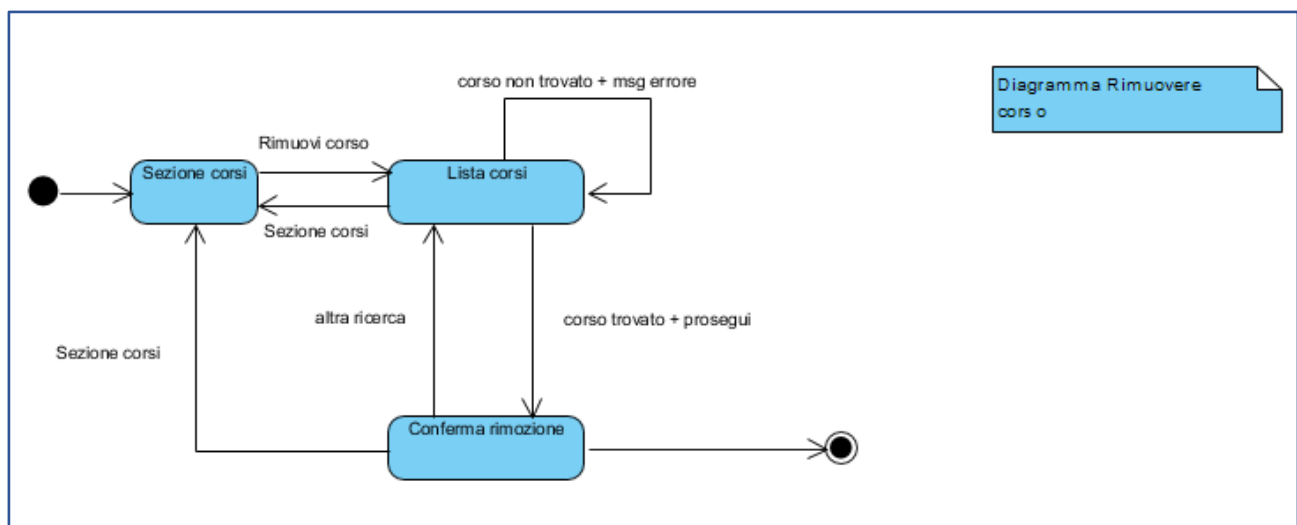 corso non trovato + msg errore
Diagramma Rimuovere
corso
Rimuovi corso
Sezione corsi
Lista corsi
Sezione corsi
altra ricerca
corso trovato + prosegui
Sezione corsi
Conferma rimozione